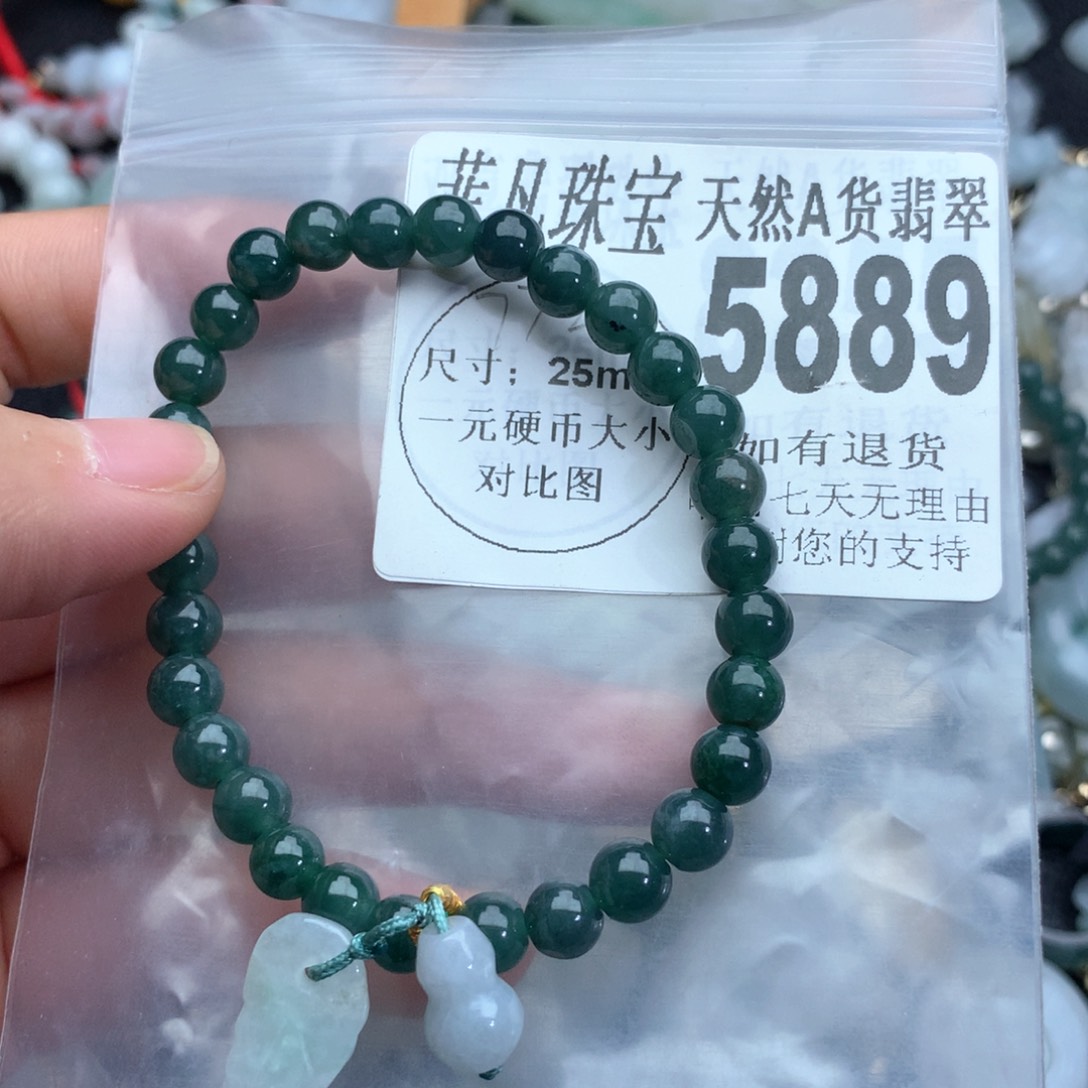 菲凡珠宝 天然A货翡翠
5889
尺寸：25m
一元硬币大小
对比图
如有退货
七天无理由
谢您的支持